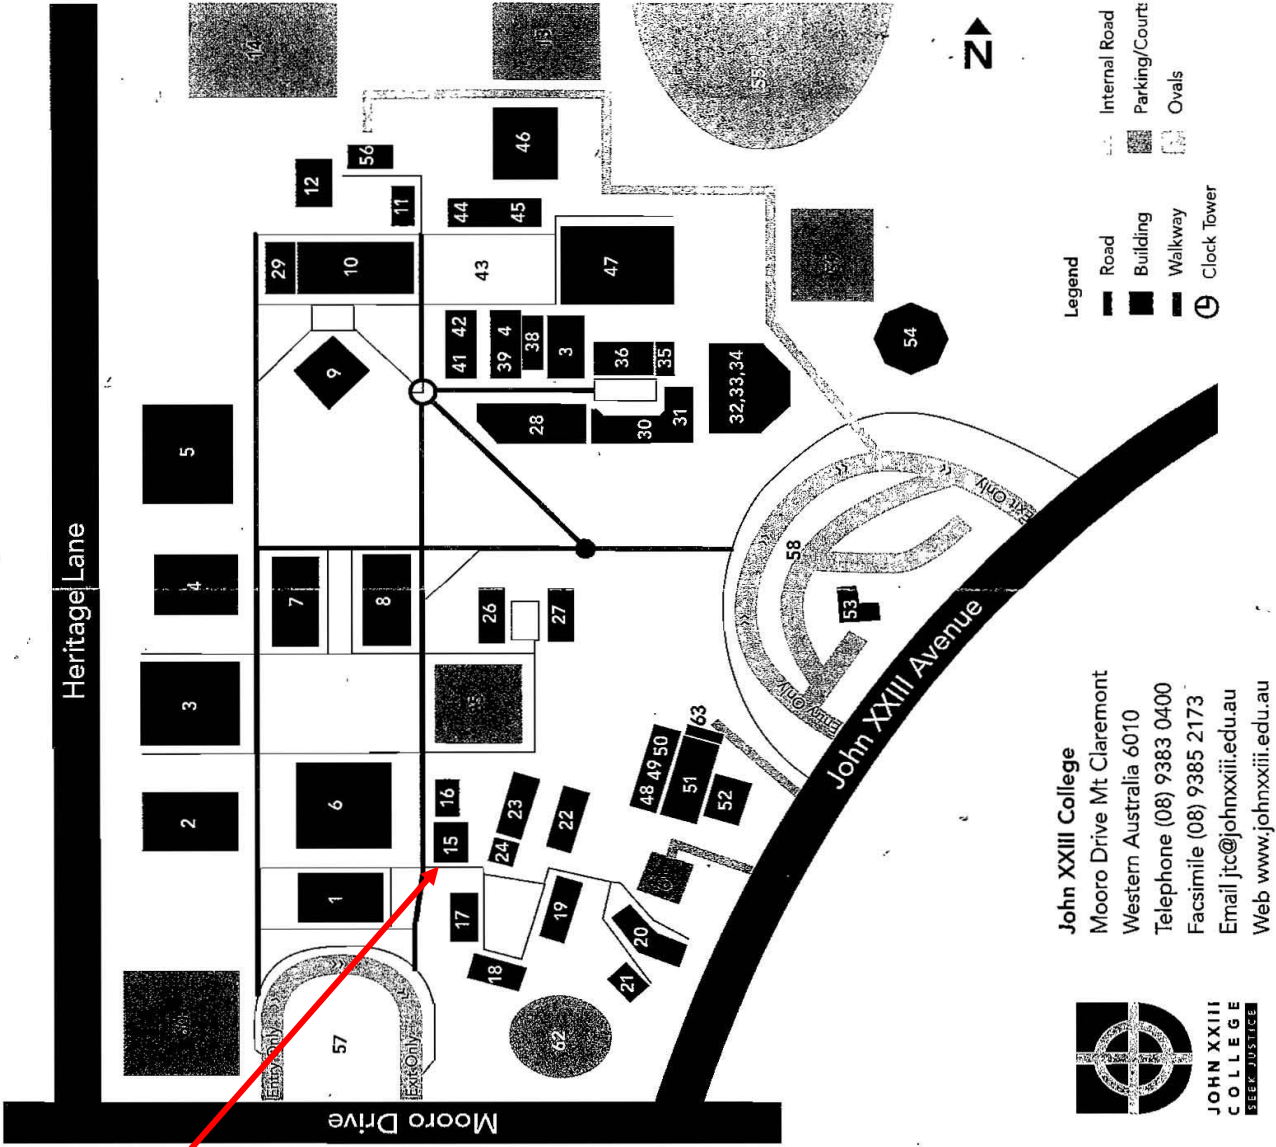 Heritage Lane
Mooro Drive
John XXIII Avenue
Entry Only
Exit Only
57
Entry Only
Exit Only
58
53
1
2
3
4
5
6
7
8
9
10
29
11
12
56
44
45
46
43
47
41 42
39 4
38
3
36
35
28
30
31
32,33,34
54
26
27
15
16
17
18
19
20
21
22
23
24
48 49 50
51
52
63
62
N
Legend
Road
Building
Walkway
Clock Tower
Internal Road
Parking/Court
Ovals
John XXIII College
Mooro Drive Mt Claremont
Western Australia 6010
Telephone (08) 9383 0400
Facsimile (08) 9385 2173
Email jtc@johnxxiii.edu.au
Web www.johnxxiii.edu.au
JOHN XXIII
COLLEGE
SEEK JUSTICE